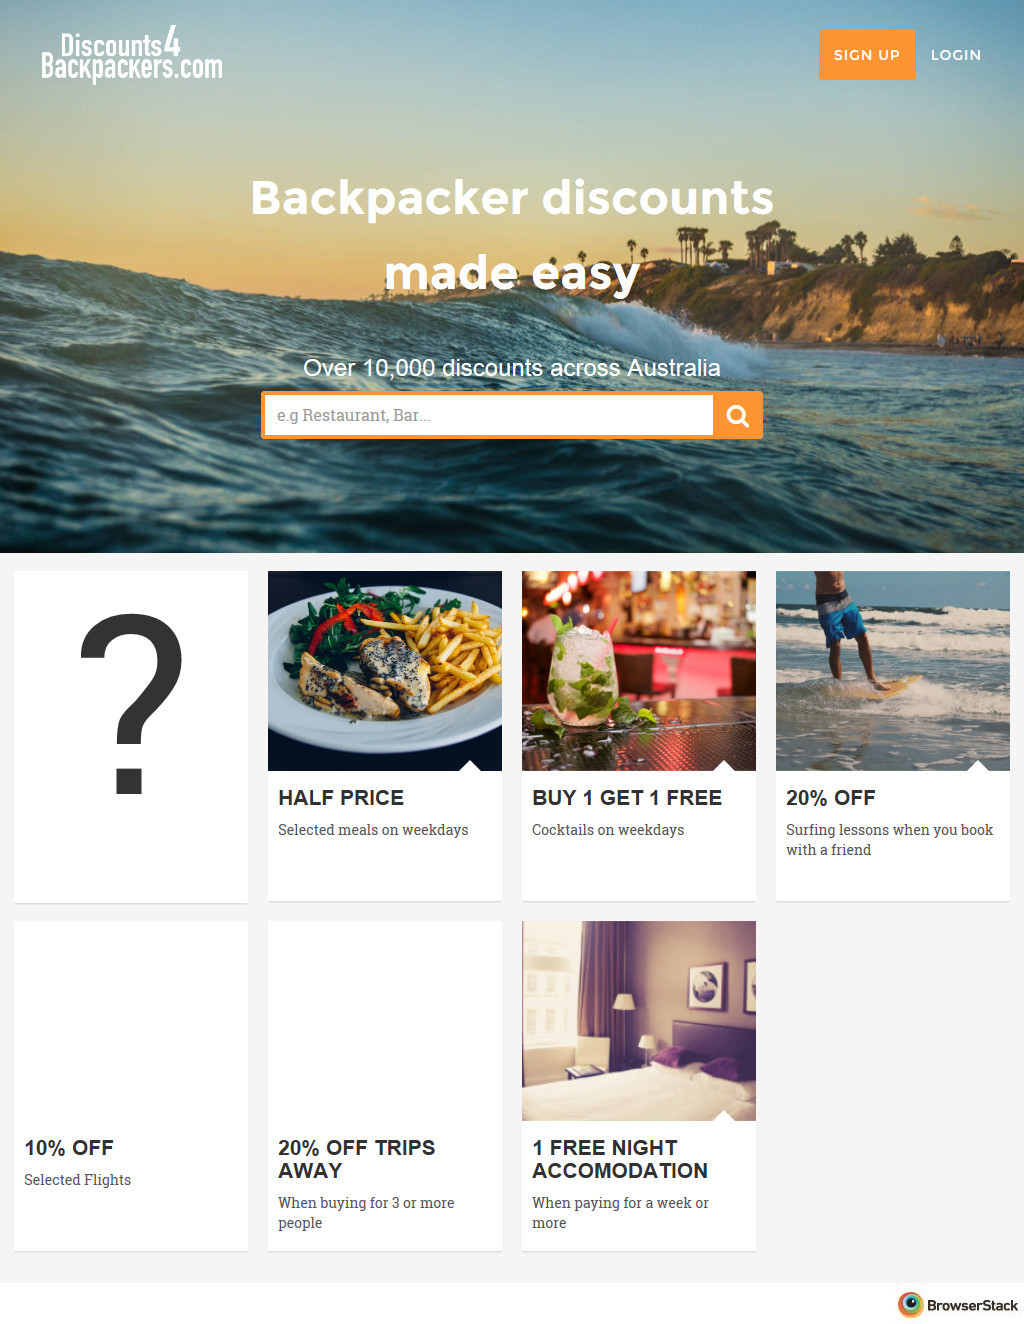 Discounts4
Backpackers.com
SIGN UP
LOGIN
Backpacker discounts
made easy
Over 10,000 discounts across Australia
e.g Restaurant, Bar...
?
HALF PRICE
Selected meals on weekdays
BUY 1 GET 1 FREE
Cocktails on weekdays
20% OFF
Surfing lessons when you book
with a friend
10% OFF
Selected Flights
20% OFF TRIPS
AWAY
When buying for 3 or more
people
1 FREE NIGHT
ACCOMODATION
When paying for a week or
more
BrowserStack